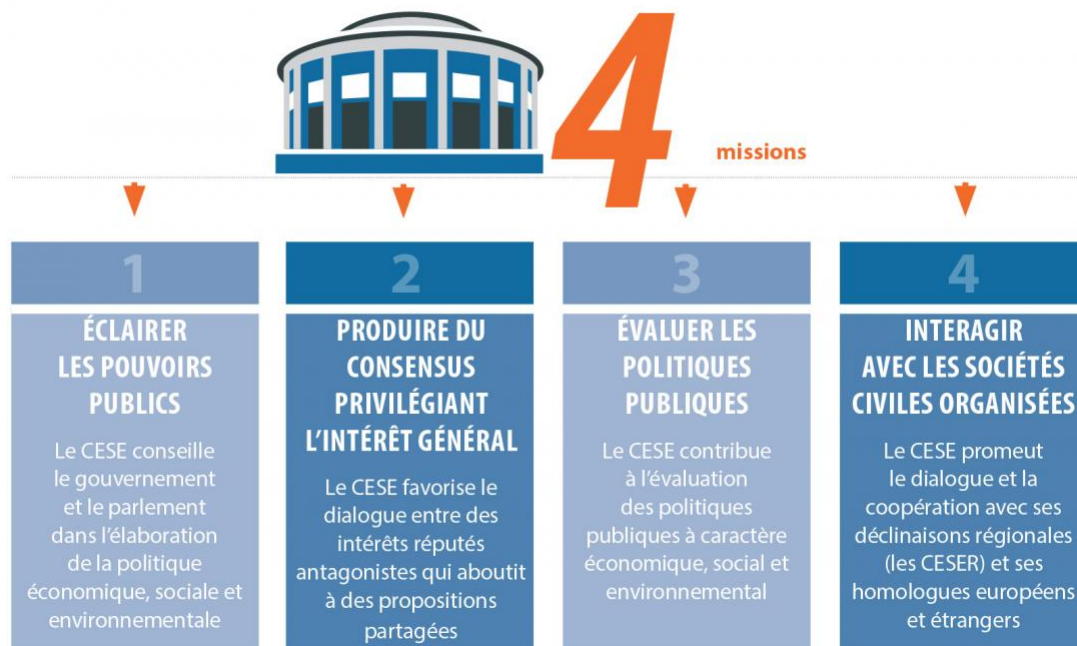 4
missions
1
ÉCLAIRER
LES POUVOIRS
PUBLICS
Le CESE conseille
le gouvernement
et le parlement
dans l'élaboration
de la politique
économique, sociale et
environnementale
2
PRODUIRE DU
CONSENSUS
PRIVILÉGIANT
L'INTÉRÊT GÉNÉRAL
Le CESE favorise le
dialogue entre des
intérêts réputés
antagonistes qui aboutit
à des propositions
partagées
3
ÉVALUER LES
POLITIQUES
PUBLIQUES
Le CESE contribue
à l'évaluation
des politiques
publiques à caractère
économique, social et
environnemental
4
INTERAGIR
AVEC LES SOCIÉTÉS
CIVILES ORGANISÉES
Le CESE promeut
le dialogue et la
coopération avec ses
déclinaisons régionales
(les CESER) et ses
homologues européens
et étrangers